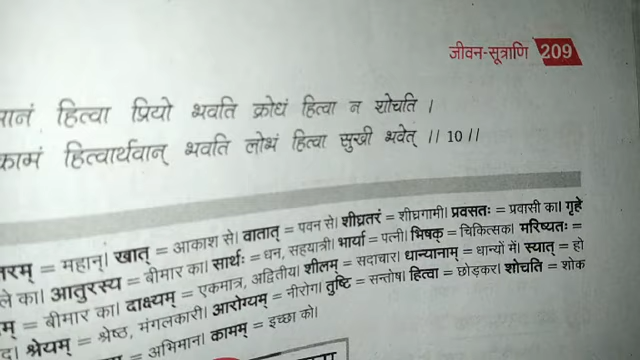 जीवन-सूत्राणि 209
मानं हित्वा प्रियो भवति क्रोधं हित्वा न शोचति ।
कामं हित्वार्थवान् भवति लोभं हित्वा सुखी भवेत् ।। 10 ।।
= महान्। खात् = आकाश से। वातात् = पवन से। शीघ्रतरं = शीघ्रगामी। प्रवसतः = प्रवासी का। गृहे
का। आतुरस्य = बीमार का। सार्थः = धन, सहयात्री। भार्या = पत्नी। भिषक् = चिकित्सक। मरिष्यतः =
= बीमार का। दाक्ष्यम् = एकमात्र, अद्वितीय। शीलम् = सदाचार। धान्यानाम् = धान्यों में। स्यात् = हो
श्रेयम् = श्रेष्ठ, मंगलकारी। आरोग्यम् = नीरोग। तुष्टि = सन्तोष। हित्वा = छोड़कर। शोचति = शोक
= अभिमान। कामम् = इच्छा को।